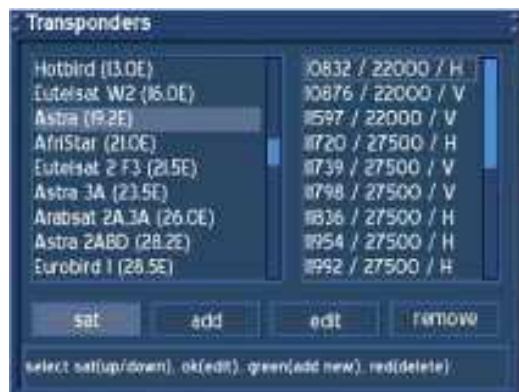 Transponders
Hotbird (13.0E)
Eutelsat W2 (16.0E)
Astra (19.2E)
AfriStar (21.0E)
Eutelsat 2 F3 (21.5E)
Astra 3A (23.5E)
Arabsat 2A,3A (26.0E)
Astra 2ABD (28.2E)
Eurobird 1 (28.5E)
10832 / 22000 / H
10876 / 22000 / V
11597 / 22000 / V
11720 / 27500 / H
11739 / 27500 / V
11798 / 27500 / V
11836 / 27500 / H
11954 / 27500 / H
11992 / 27500 / H
sat add edit remove
select sat(up/down), ok(edit), green(add new), red(delete)